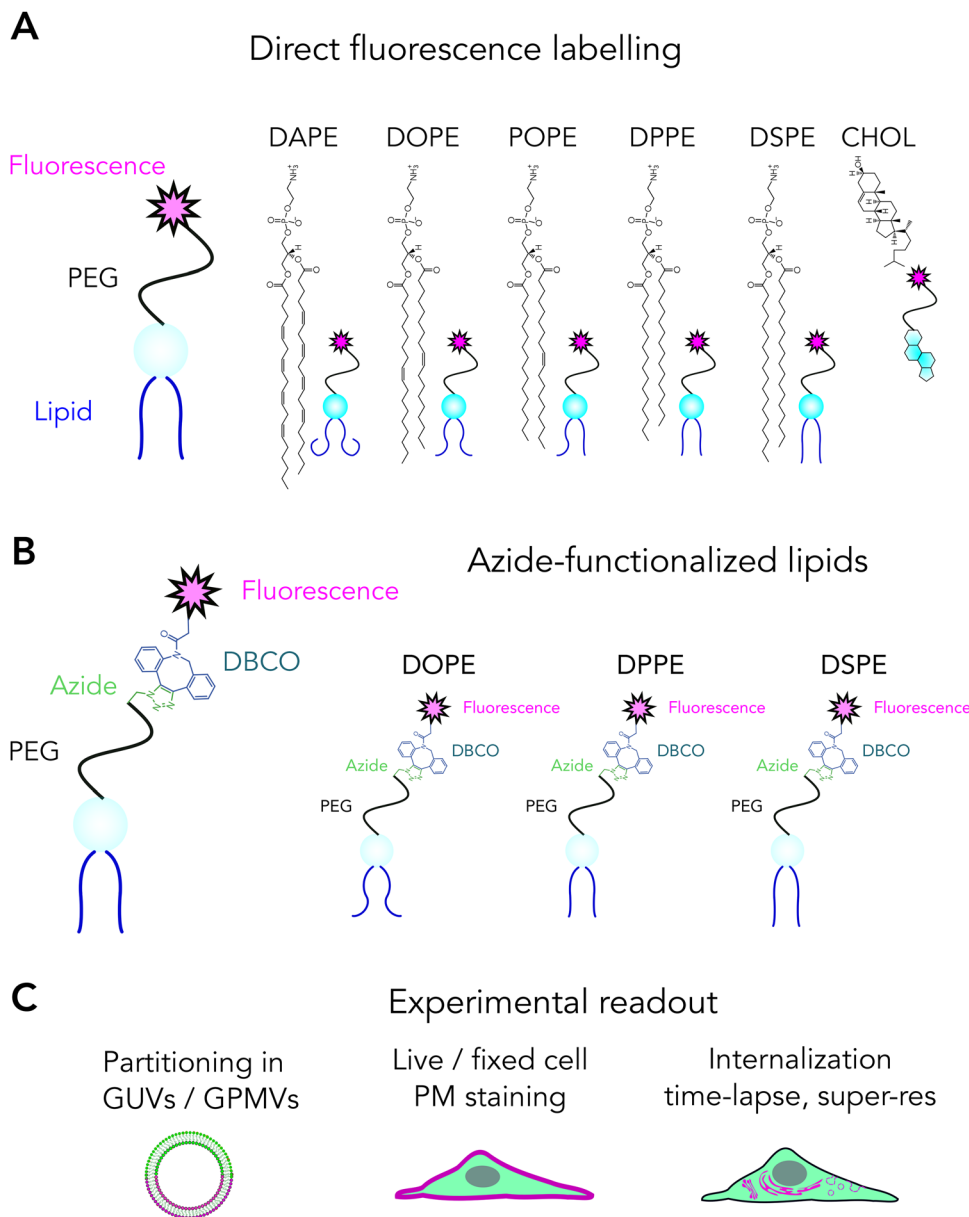 A
Direct fluorescence labelling
Fluorescence
PEG
Lipid
DAPE
DOPE
POPE
DPPE
DSPE
CHOL
B
Azide-functionalized lipids
Fluorescence
DBCO
Azide
PEG
DOPE
Fluorescence
DBCO
Azide
PEG
DPPE
Fluorescence
DBCO
Azide
PEG
DSPE
Fluorescence
DBCO
Azide
PEG
C
Experimental readout
Partitioning in
GUVs / GPMVs
Live / fixed cell
PM staining
Internalization
time-lapse, super-res